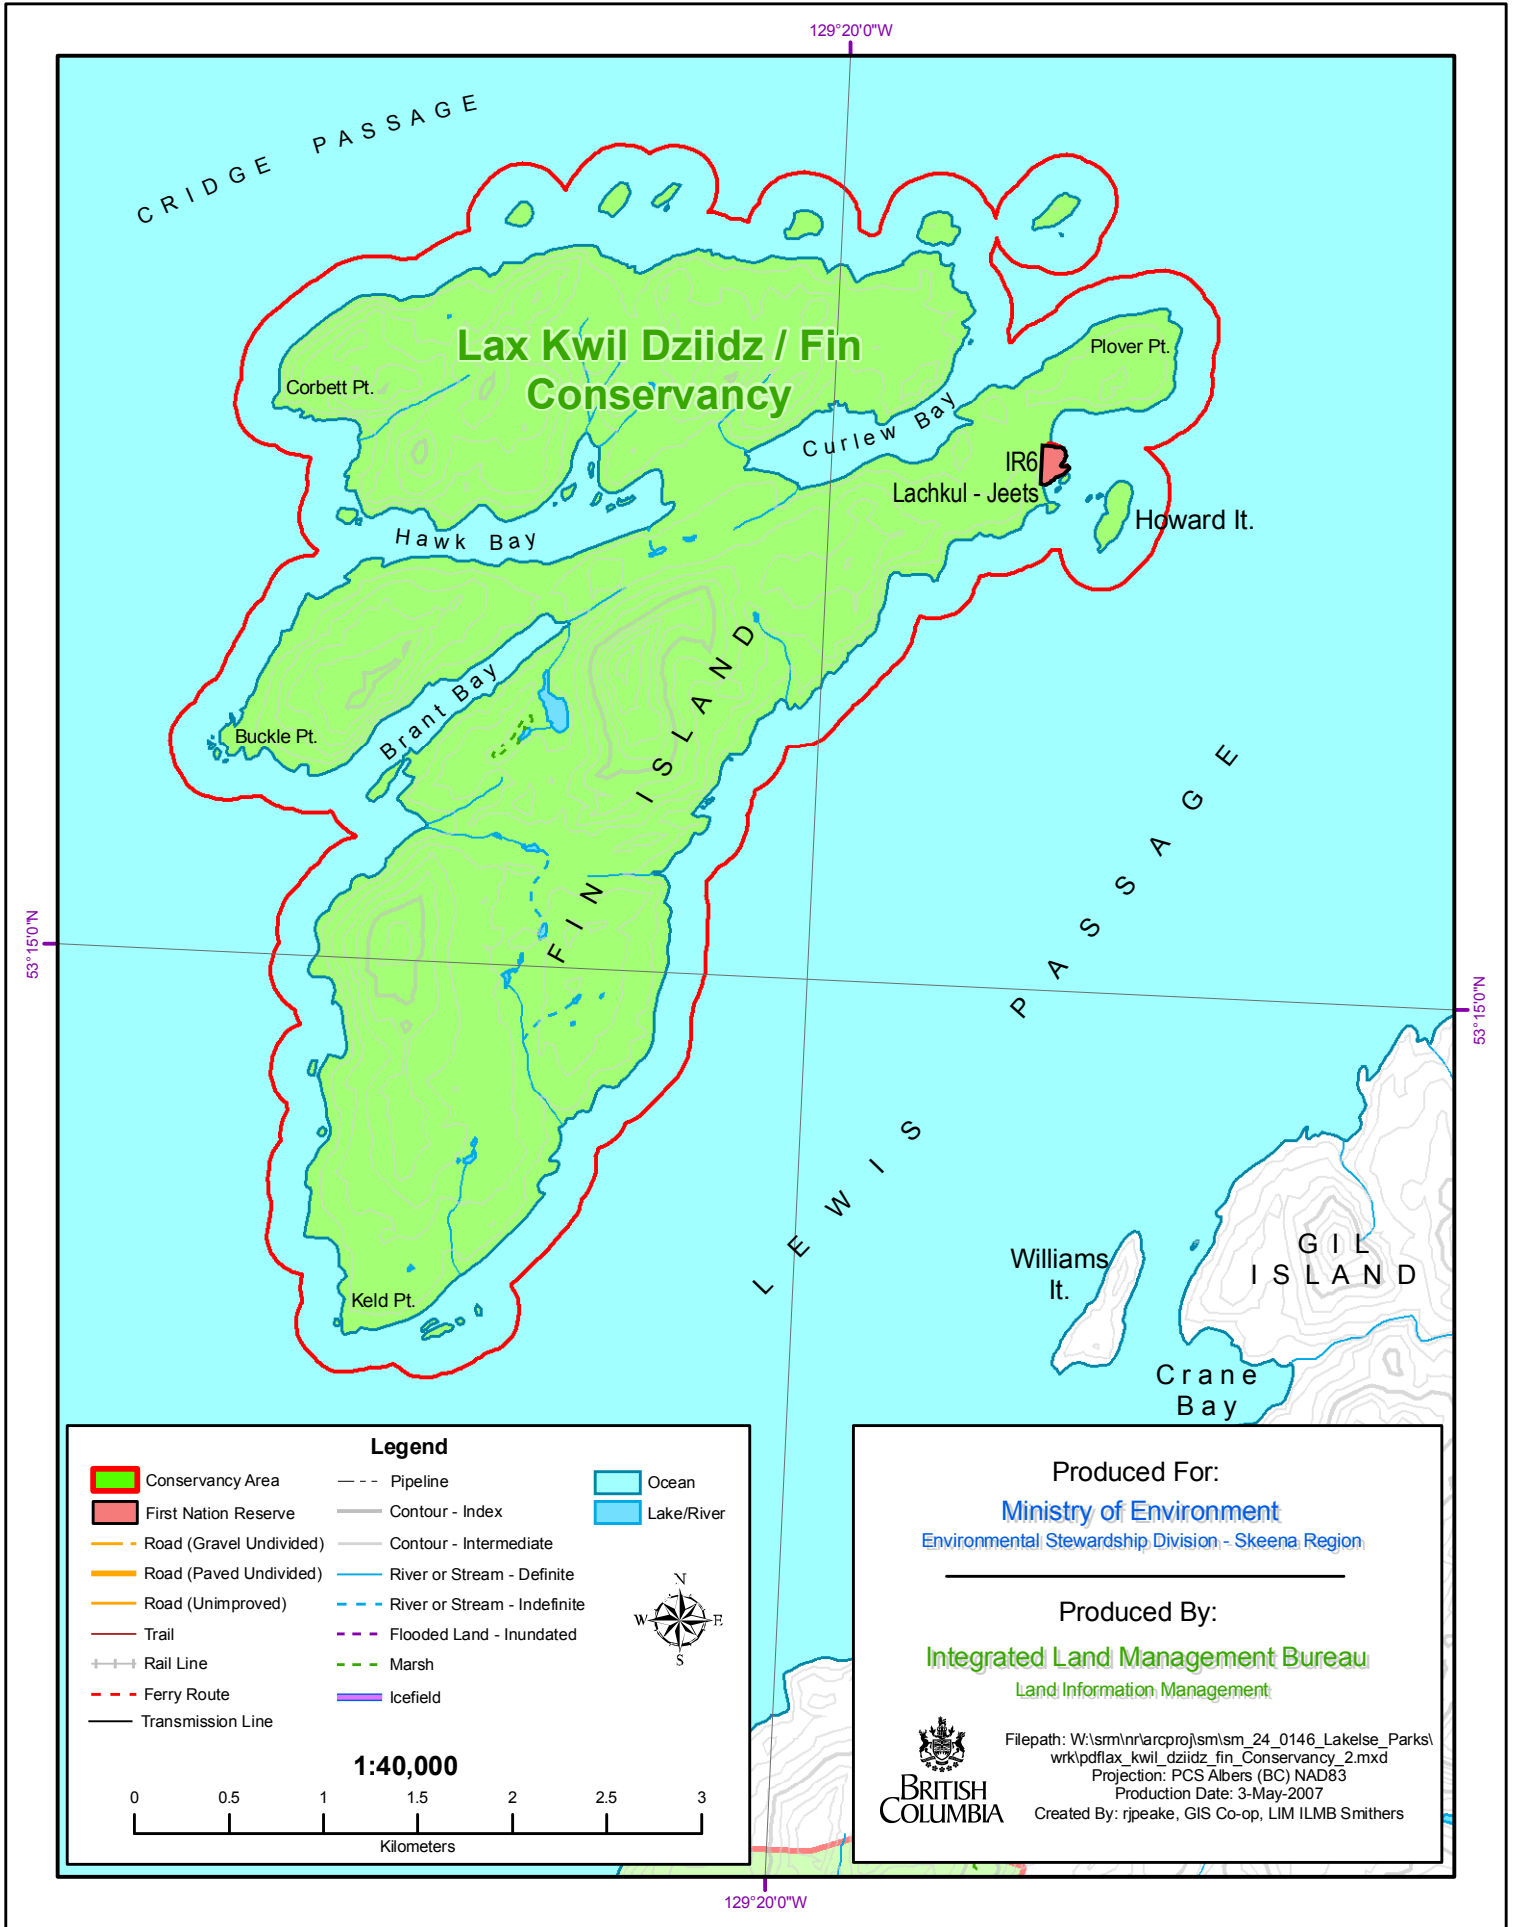 129°20'0"W
CRIDGE PASSAGE
Lax Kwil Dziidz / Fin
Conservancy
Plover Pt.
Corbett Pt.
Curlew Bay
IR6
Lachkul - Jeets
Howard It.
Hawk Bay
Brant Bay
Buckle Pt.
FIN ISLAND
LEWIS PASSAGE
53°15'0"N
53°15'0"N
Williams
It.
GIL
ISLAND
Keld Pt.
Crane
Bay
Legend
Conservancy Area
First Nation Reserve
Road (Gravel Undivided)
Road (Paved Undivided)
Road (Unimproved)
Trail
Rail Line
Ferry Route
Transmission Line
Pipeline
Contour - Index
Contour - Intermediate
River or Stream - Definite
River or Stream - Indefinite
Flooded Land - Inundated
Marsh
Icefield
Ocean
Lake/River
N
W E
S
1:40,000
0 0.5 1 1.5 2 2.5 3
Kilometers
Produced For:
Ministry of Environment
Environmental Stewardship Division - Skeena Region
Produced By:
Integrated Land Management Bureau
Land Information Management
BRITISH
COLUMBIA
Filepath: W:\srm\nr\arcproj\sm\sm_24_0146_Lakelse_Parks\
wrk\pdflax_kwil_dziidz_fin_Conservancy_2.mxd
Projection: PCS Albers (BC) NAD83
Production Date: 3-May-2007
Created By: rjpeake, GIS Co-op, LIM ILMB Smithers
129°20'0"W